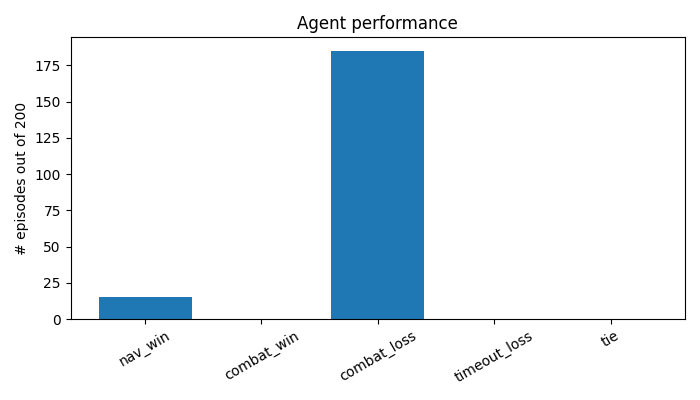 Agent performance
# episodes out of 200
175
150
125
100
75
50
25
0
nav_win
combat_win
combat_loss
timeout_loss
tie